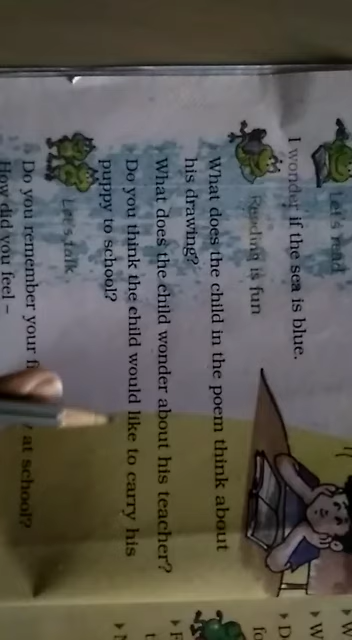 Let's read
I wonder if the sea is blue.
Reading is fun
What does the child in the poem think about
his drawing?
What does the child wonder about his teacher?
Do you think the child would like to carry his
puppy to school?
Let's talk
Do you remember your at school?
How did you feel –